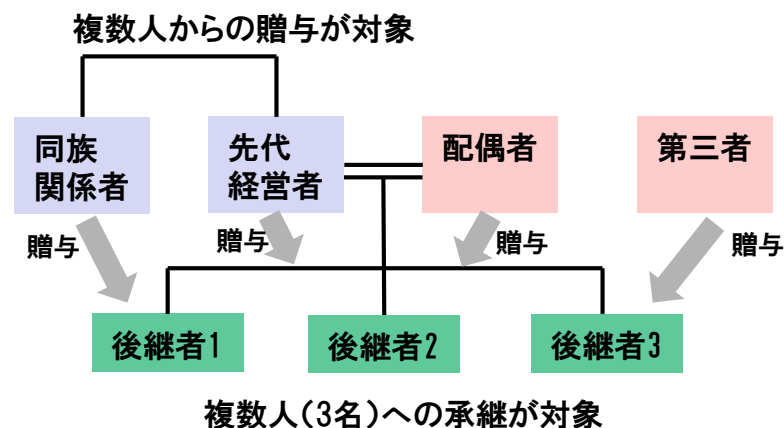 複数人からの贈与が対象
同族
関係者
先代
経営者
配偶者
第三者
贈与
贈与
贈与
贈与
後継者1
後継者2
後継者3
複数人(3名)への承継が対象